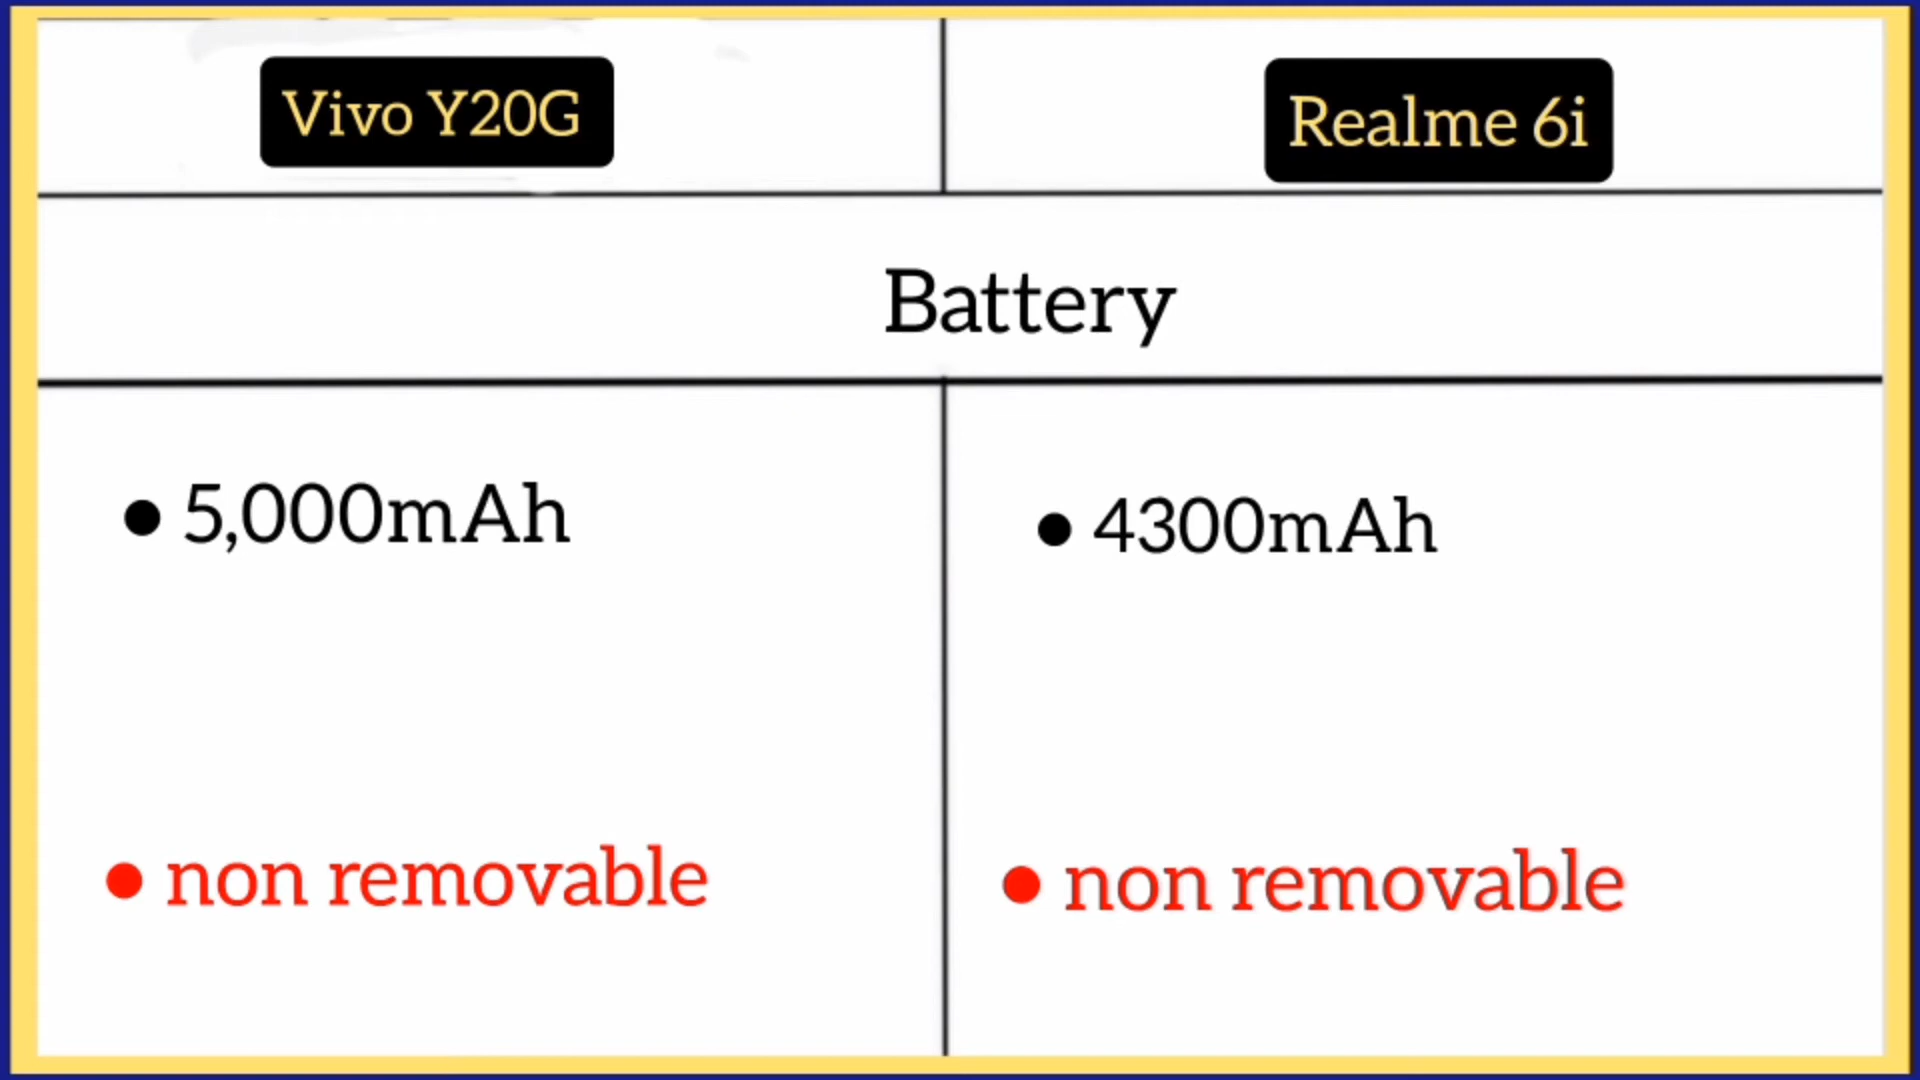 Vivo Y20G
Realme 6i
Battery
• 5,000mAh
• 4300mAh
• non removable
• non removable